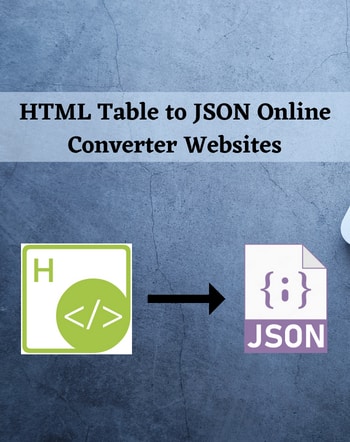 HTML Table to JSON Online
Converter Websites
H
</>
{;}
JSON